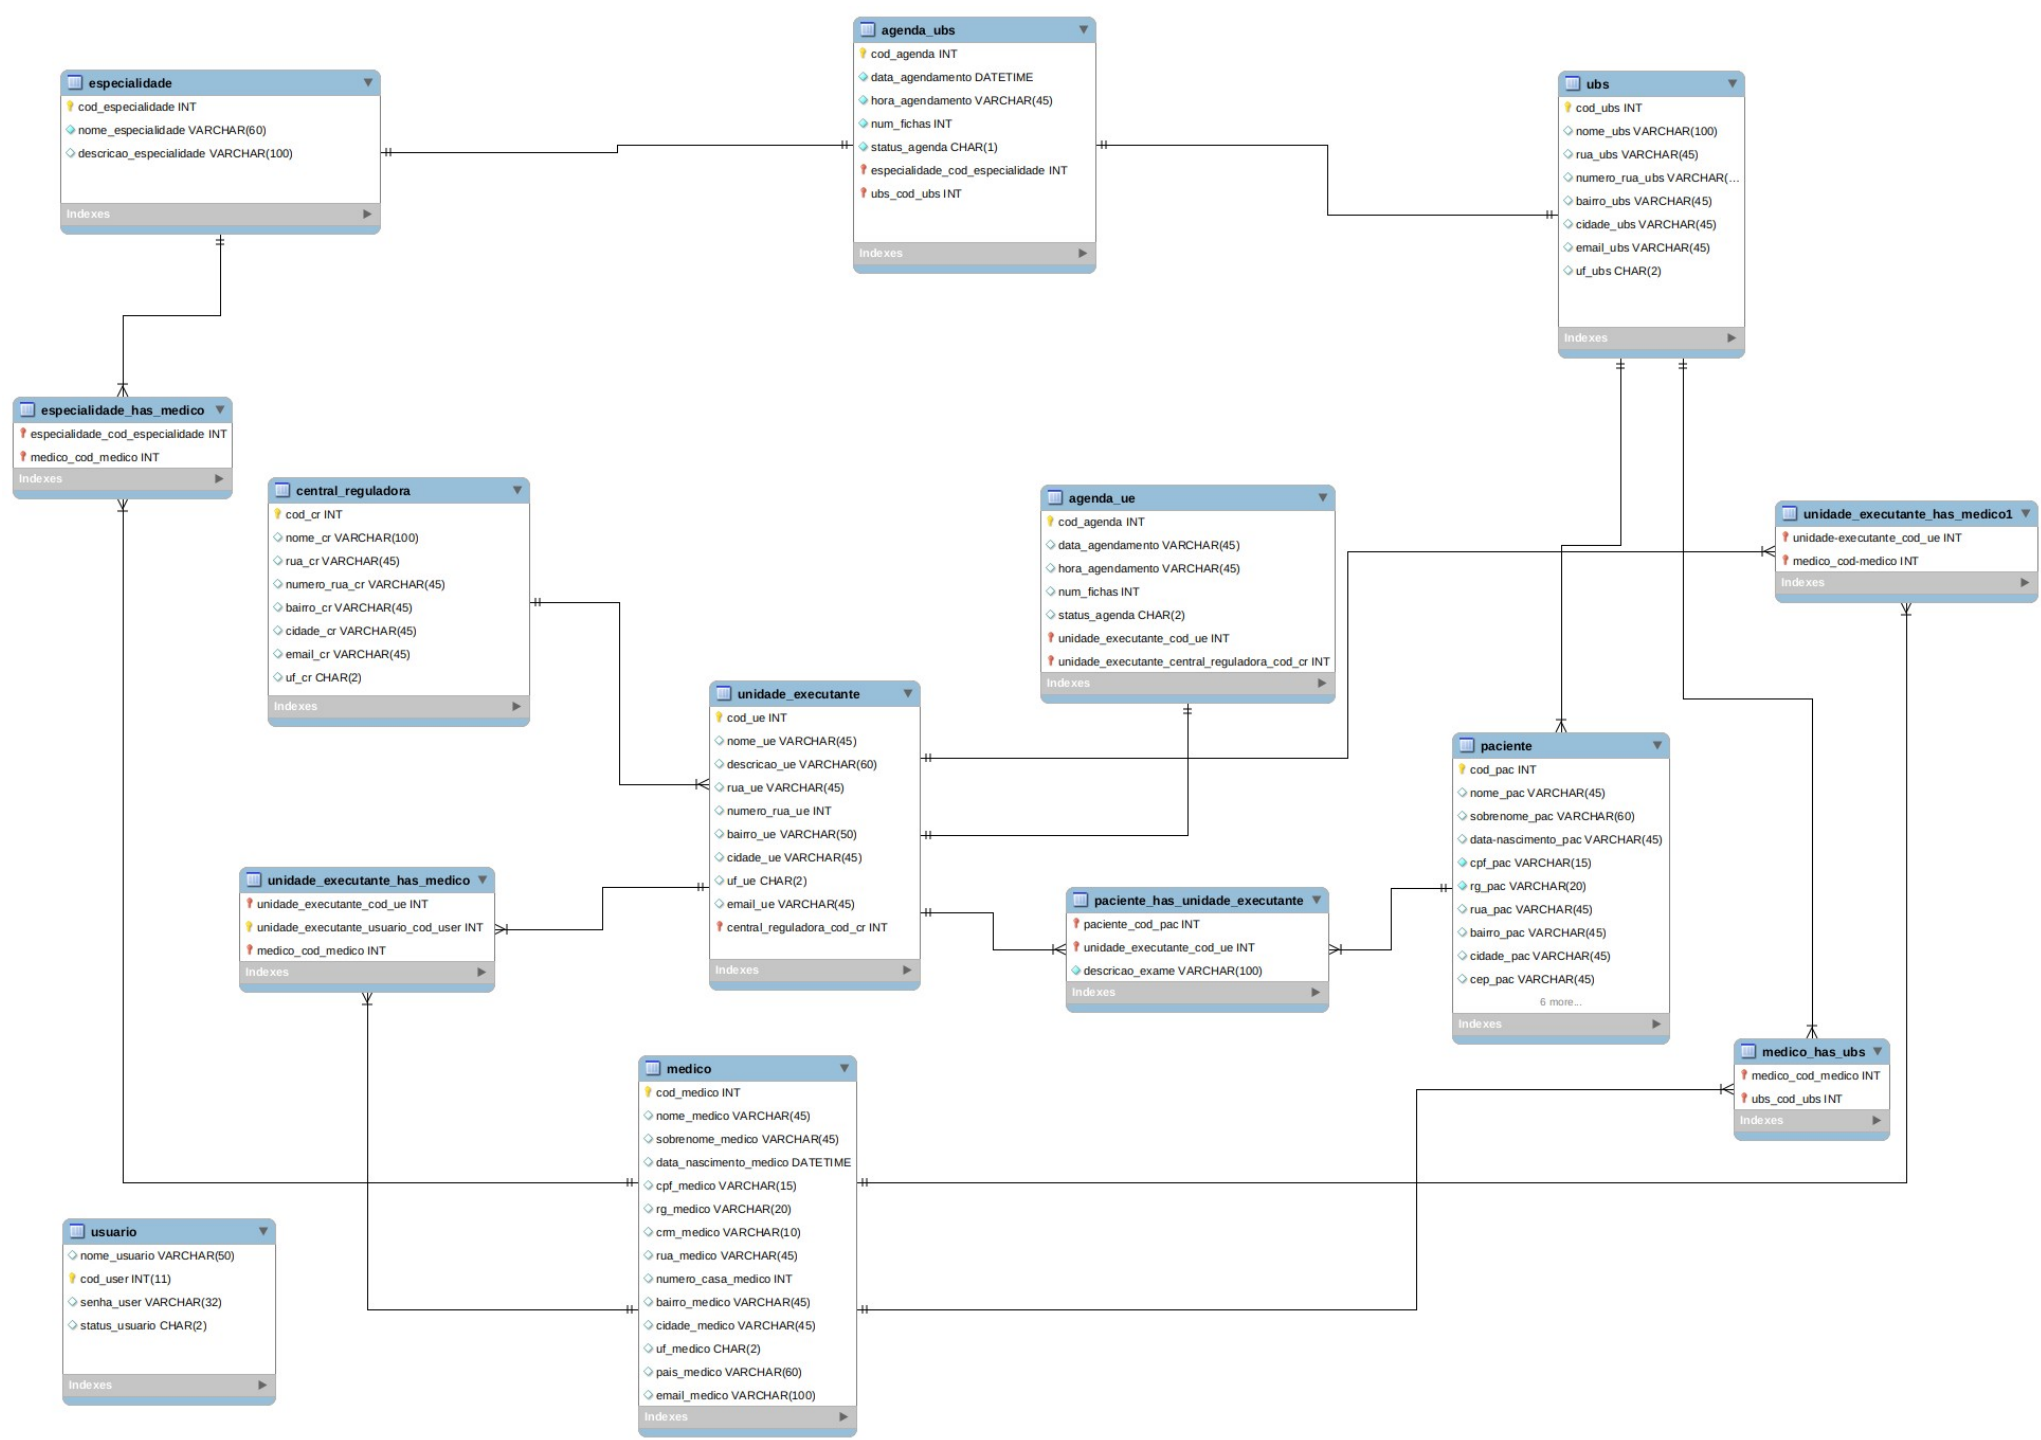 agenda_ubs
cod_agenda INT
data_agendamento DATETIME
hora_agendamento VARCHAR(45)
num_fichas INT
status_agenda CHAR(1)
especialidade_cod_especialidade INT
ubs_cod_ubs INT
Indexes
especialidade
cod_especialidade INT
nome_especialidade VARCHAR(60)
descricao_especialidade VARCHAR(100)
Indexes
ubs
cod_ubs INT
nome_ubs VARCHAR(100)
rua_ubs VARCHAR(45)
numero_rua_ubs VARCHAR(...
bairro_ubs VARCHAR(45)
cidade_ubs VARCHAR(45)
email_ubs VARCHAR(45)
uf_ubs CHAR(2)
Indexes
especialidade_has_medico
especialidade_cod_especialidade INT
medico_cod_medico INT
Indexes
central_reguladora
cod_cr INT
nome_cr VARCHAR(100)
rua_cr VARCHAR(45)
numero_rua_cr VARCHAR(45)
bairro_cr VARCHAR(45)
cidade_cr VARCHAR(45)
email_cr VARCHAR(45)
uf_cr CHAR(2)
Indexes
agenda_ue
cod_agenda INT
data_agendamento VARCHAR(45)
hora_agendamento VARCHAR(45)
num_fichas INT
status_agenda CHAR(2)
unidade_executante_cod_ue INT
unidade_executante_central_reguladora_cod_cr INT
Indexes
unidade_executante_has_medico1
unidade-executante_cod_ue INT
medico_cod-medico INT
Indexes
unidade_executante
cod_ue INT
nome_ue VARCHAR(45)
descricao_ue VARCHAR(60)
rua_ue VARCHAR(45)
numero_rua_ue INT
bairro_ue VARCHAR(50)
cidade_ue VARCHAR(45)
uf_ue CHAR(2)
email_ue VARCHAR(45)
central_reguladora_cod_cr INT
Indexes
paciente
cod_pac INT
nome_pac VARCHAR(45)
sobrenome_pac VARCHAR(60)
data-nascimento_pac VARCHAR(45)
cpf_pac VARCHAR(15)
rg_pac VARCHAR(20)
rua_pac VARCHAR(45)
bairro_pac VARCHAR(45)
cidade_pac VARCHAR(45)
cep_pac VARCHAR(45)
6 more...
Indexes
unidade_executante_has_medico
unidade_executante_cod_ue INT
unidade_executante_usuario_cod_user INT
medico_cod_medico INT
Indexes
paciente_has_unidade_executante
paciente_cod_pac INT
unidade_executante_cod_ue INT
descricao_exame VARCHAR(100)
Indexes
medico_has_ubs
medico_cod_medico INT
ubs_cod_ubs INT
Indexes
medico
cod_medico INT
nome_medico VARCHAR(45)
sobrenome_medico VARCHAR(45)
data_nascimento_medico DATETIME
cpf_medico VARCHAR(15)
rg_medico VARCHAR(20)
crm_medico VARCHAR(10)
rua_medico VARCHAR(45)
numero_casa_medico INT
bairro_medico VARCHAR(45)
cidade_medico VARCHAR(45)
uf_medico CHAR(2)
pais_medico VARCHAR(60)
email_medico VARCHAR(100)
Indexes
usuario
nome_usuario VARCHAR(50)
cod_user INT(11)
senha_user VARCHAR(32)
status_usuario CHAR(2)
Indexes